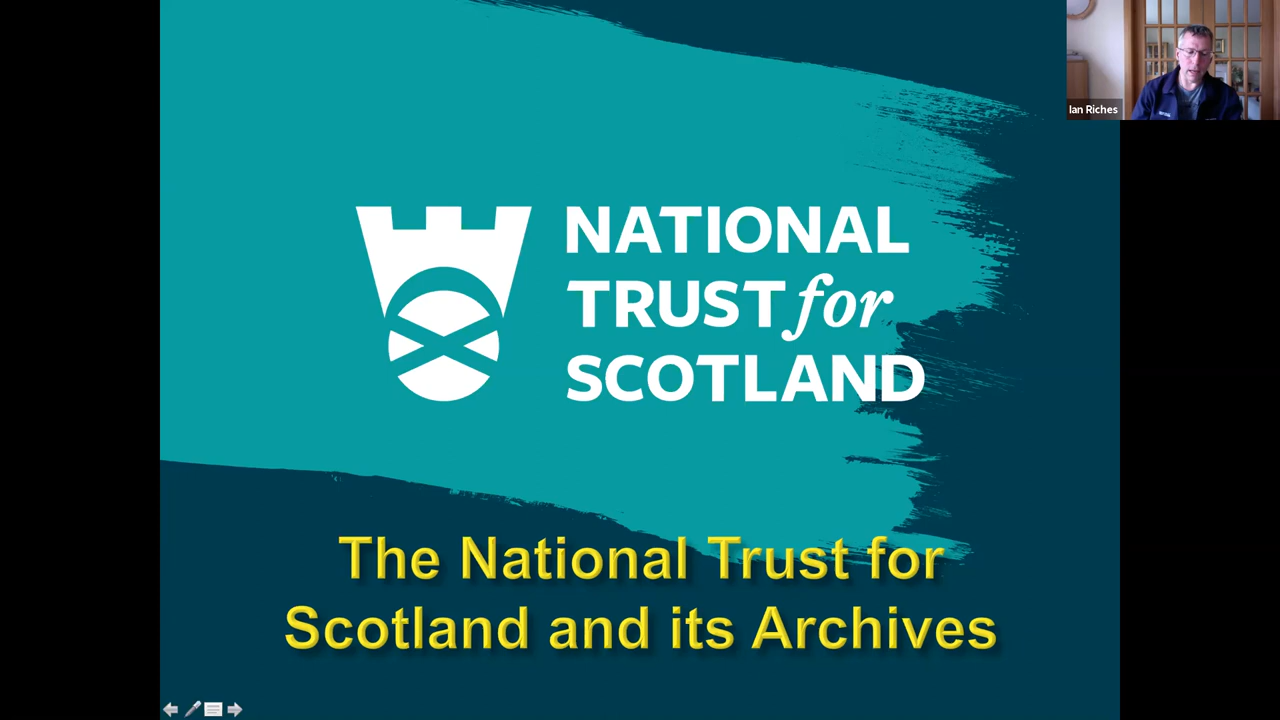 NATIONAL
TRUST for
SCOTLAND
Ian Riches
The National Trust for
Scotland and its Archives